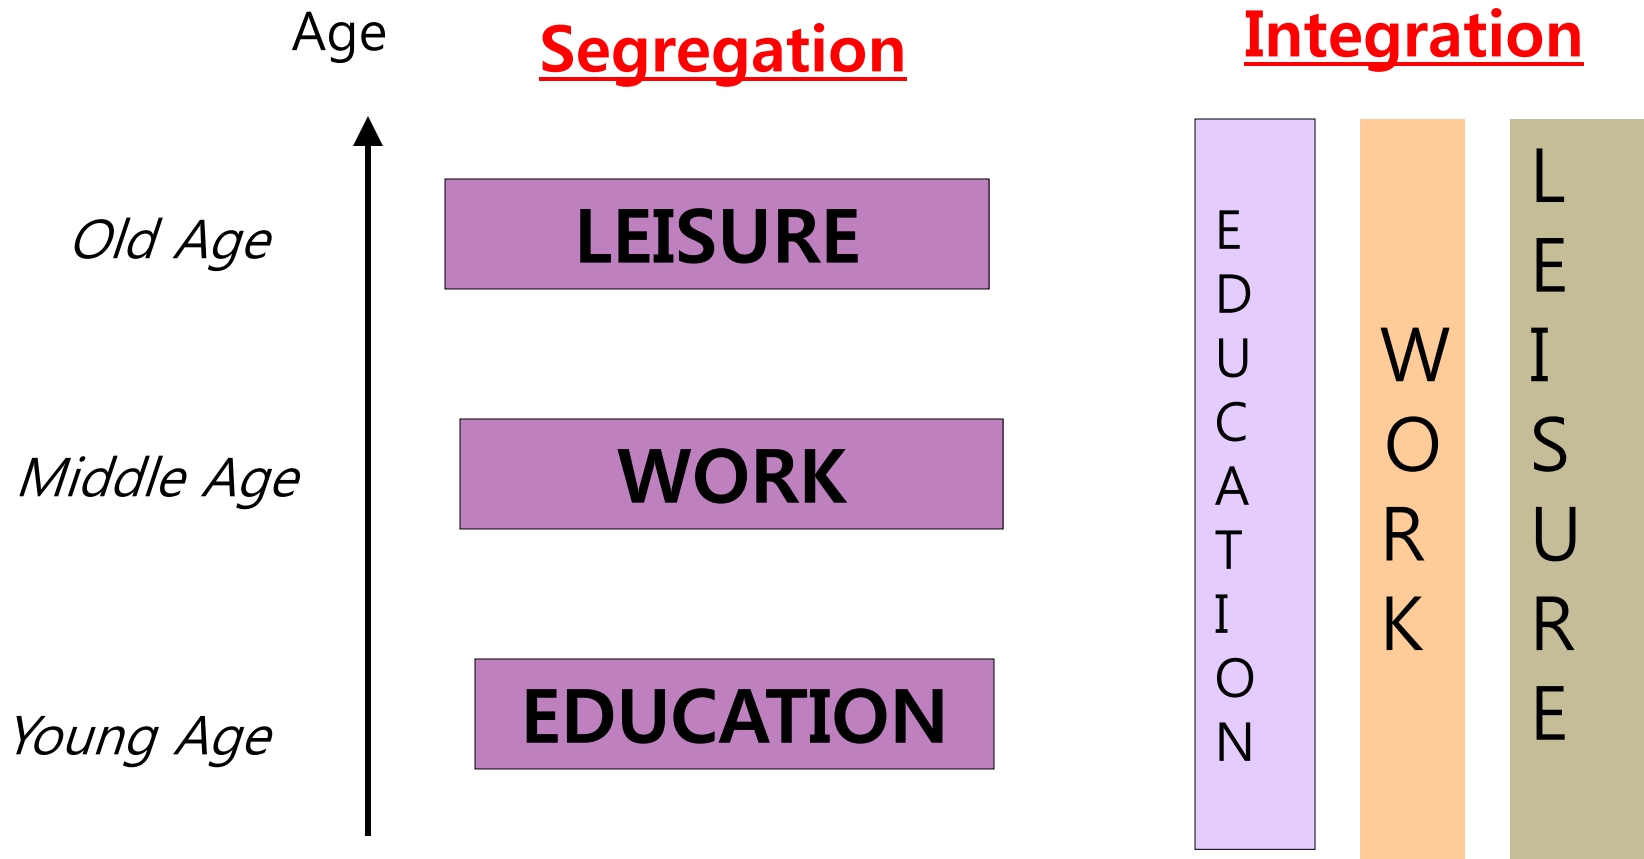 Age
Segregation
Integration
Old Age
LEISURE
Middle Age
WORK
Young Age
EDUCATION
EDUCATION
WORK
LEISURE